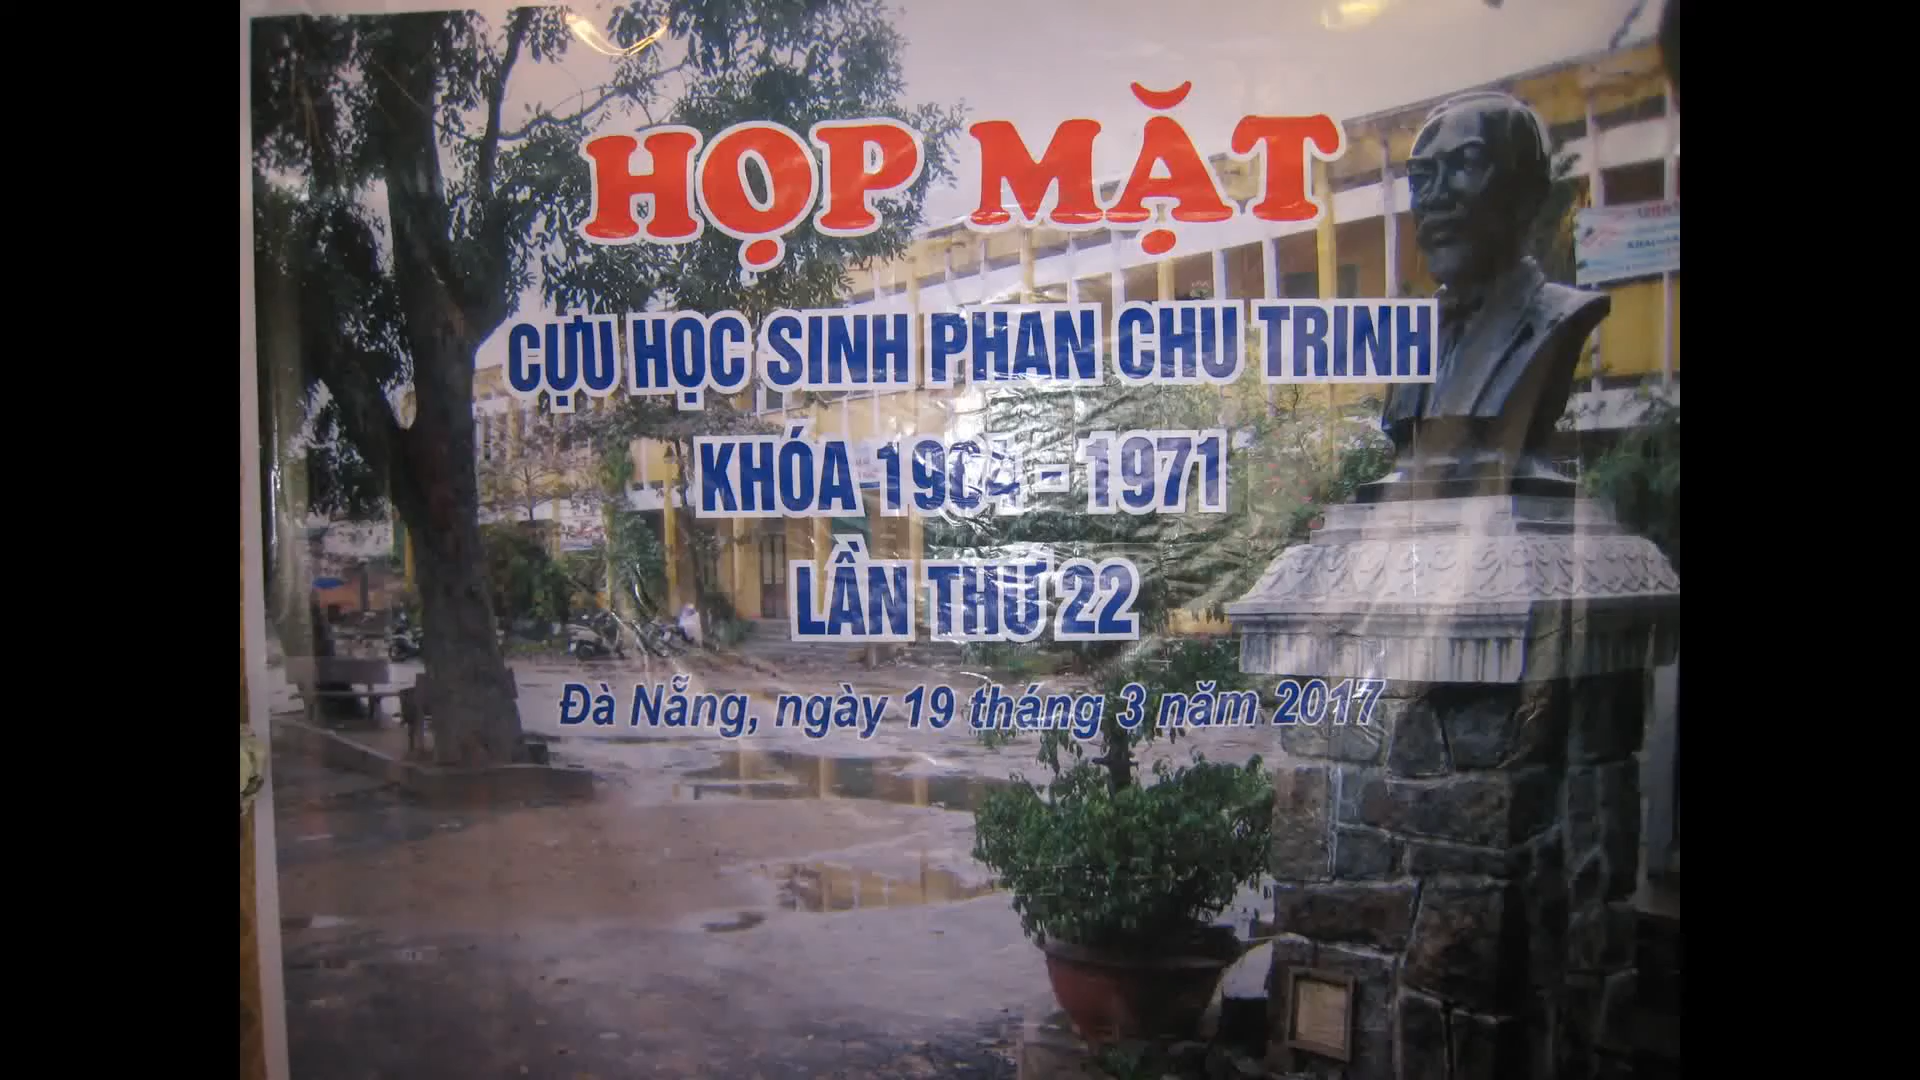 HỌP MẶT
CỰU HỌC SINH PHAN CHU TRINH
KHÓA 1964 - 1971
LẦN THỨ 22
Đà Nẵng, ngày 19 tháng 3 năm 2017